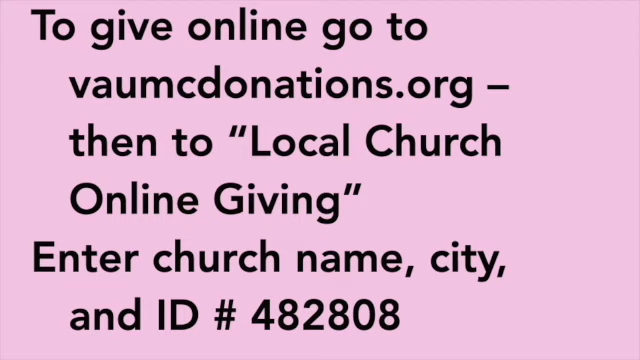 To give online go to
vaumcdonations.org –
then to “Local Church
Online Giving”
Enter church name, city,
and ID # 482808